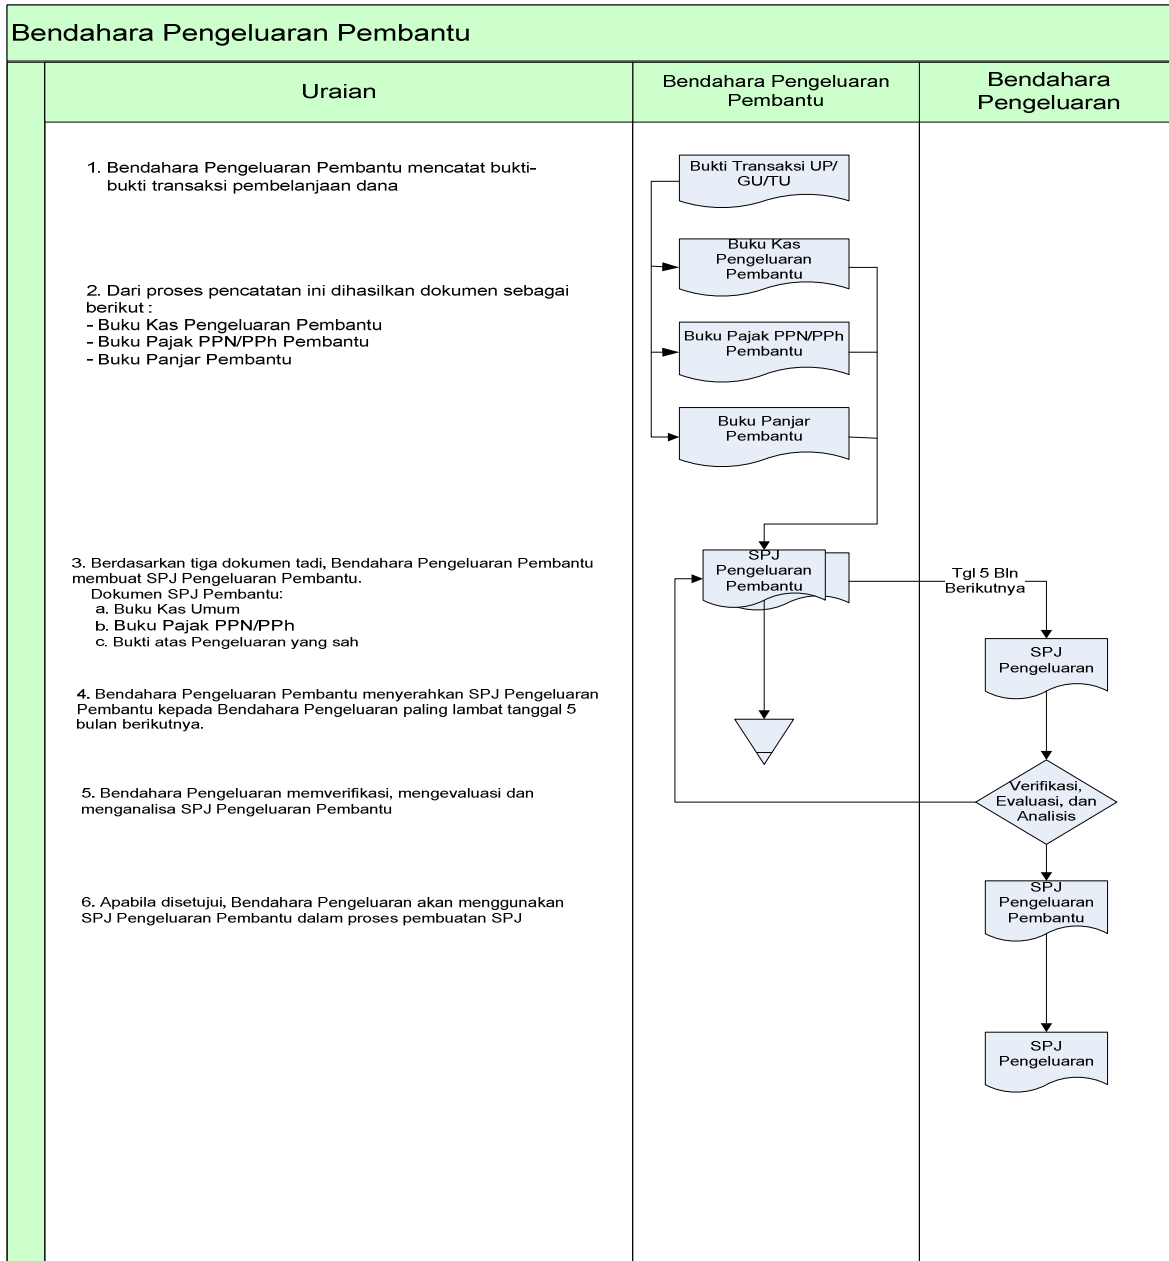 Bendahara Pengeluaran Pembantu
Uraian
Bendahara Pengeluaran
Pembantu
Bendahara
Pengeluaran
1. Bendahara Pengeluaran Pembantu mencatat bukti-
bukti transaksi pembelanjaan dana
2. Dari proses pencatatan ini dihasilkan dokumen sebagai
berikut :
- Buku Kas Pengeluaran Pembantu
- Buku Pajak PPN/PPh Pembantu
- Buku Panjar Pembantu
3. Berdasarkan tiga dokumen tadi, Bendahara Pengeluaran Pembantu
membuat SPJ Pengeluaran Pembantu.
Dokumen SPJ Pembantu:
a. Buku Kas Umum
b. Buku Pajak PPN/PPh
c. Bukti atas Pengeluaran yang sah
4. Bendahara Pengeluaran Pembantu menyerahkan SPJ Pengeluaran
Pembantu kepada Bendahara Pengeluaran paling lambat tanggal 5
bulan berikutnya.
5. Bendahara Pengeluaran memverifikasi, mengevaluasi dan
menganalisa SPJ Pengeluaran Pembantu
6. Apabila disetujui, Bendahara Pengeluaran akan menggunakan
SPJ Pengeluaran Pembantu dalam proses pembuatan SPJ
Bukti Transaksi UP/
GU/TU
Buku Kas
Pengeluaran
Pembantu
Buku Pajak PPN/PPh
Pembantu
Buku Panjar
Pembantu
SPJ
Pengeluaran
Pembantu
Tgl 5 Bln
Berikutnya
SPJ
Pengeluaran
Verifikasi,
Evaluasi, dan
Analisis
SPJ
Pengeluaran
Pembantu
SPJ
Pengeluaran